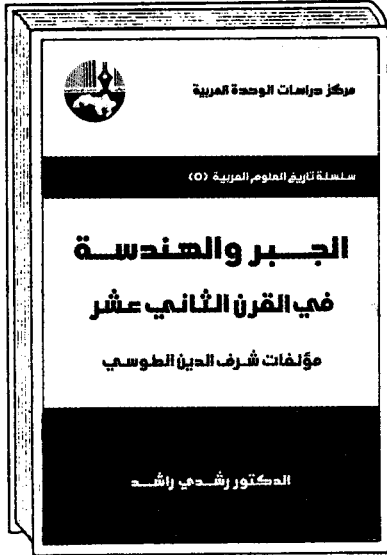 مركز دراسات الوحدة العربية
سلسلة تاريخ العلوم العربية (٥)
الجبر والهندسة
في القرن الثاني عشر
مؤلفات شرف الدين الطوسي
الدكتور رشدي راشد